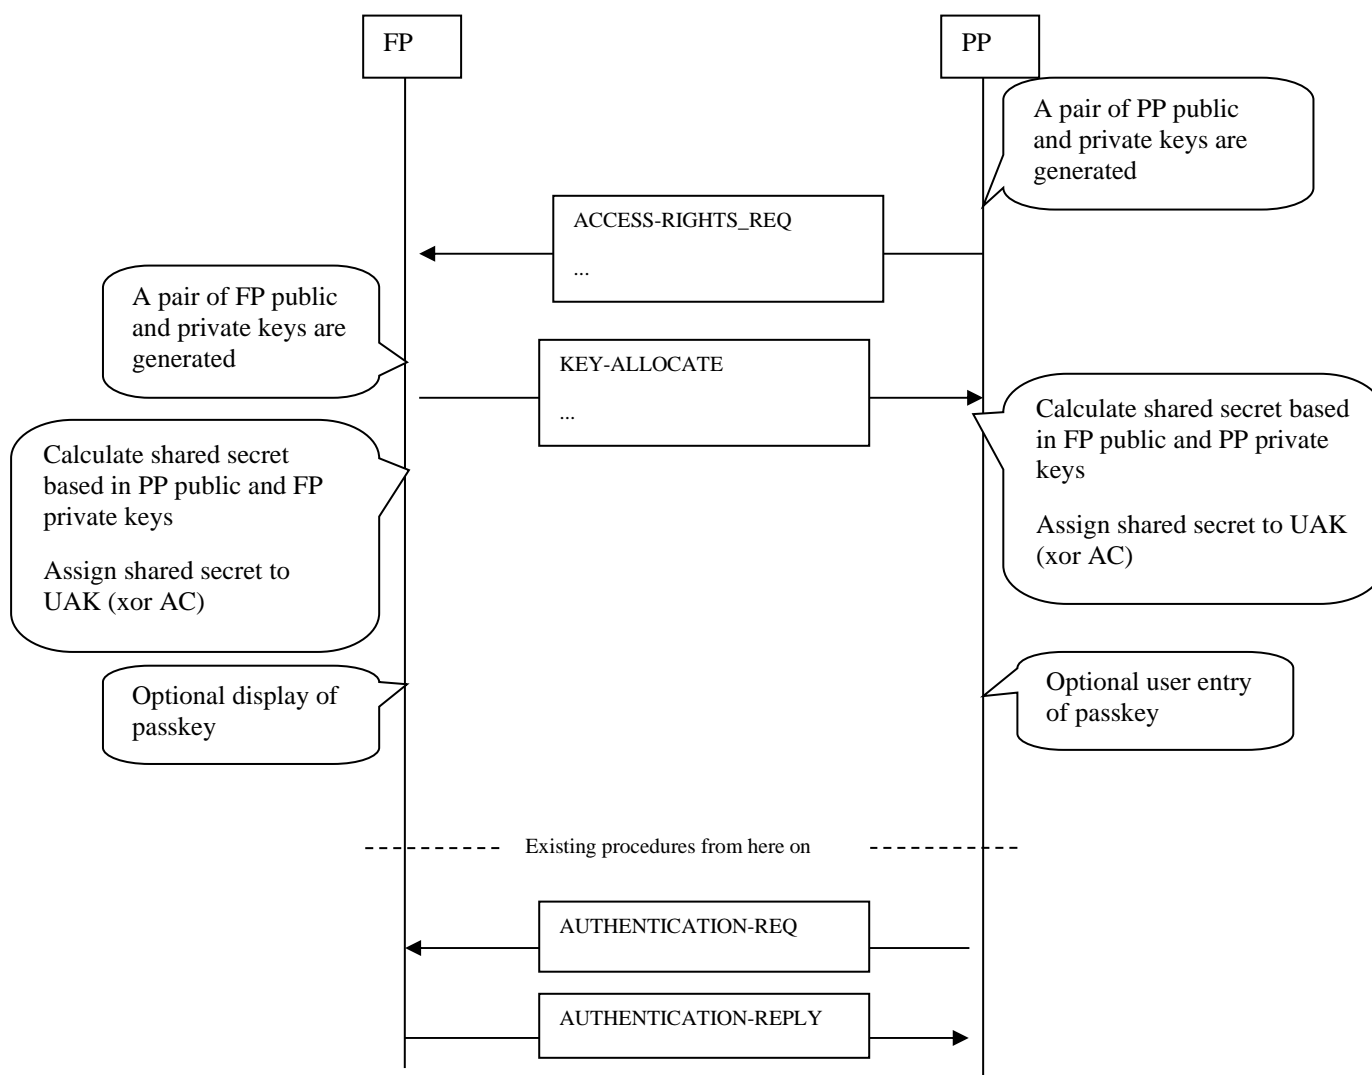 FP
PP
A pair of PP public
and private keys are
generated
ACCESS-RIGHTS_REQ
...
A pair of FP public
and private keys are
generated
KEY-ALLOCATE
...
Calculate shared secret based
in FP public and PP private
keys
Assign shared secret to UAK
(xor AC)
Calculate shared secret
based in PP public and FP
private keys
Assign shared secret to
UAK (xor AC)
Optional display of
passkey
Optional user entry
of passkey
Existing procedures from here on
AUTHENTICATION-REQ
AUTHENTICATION-REPLY